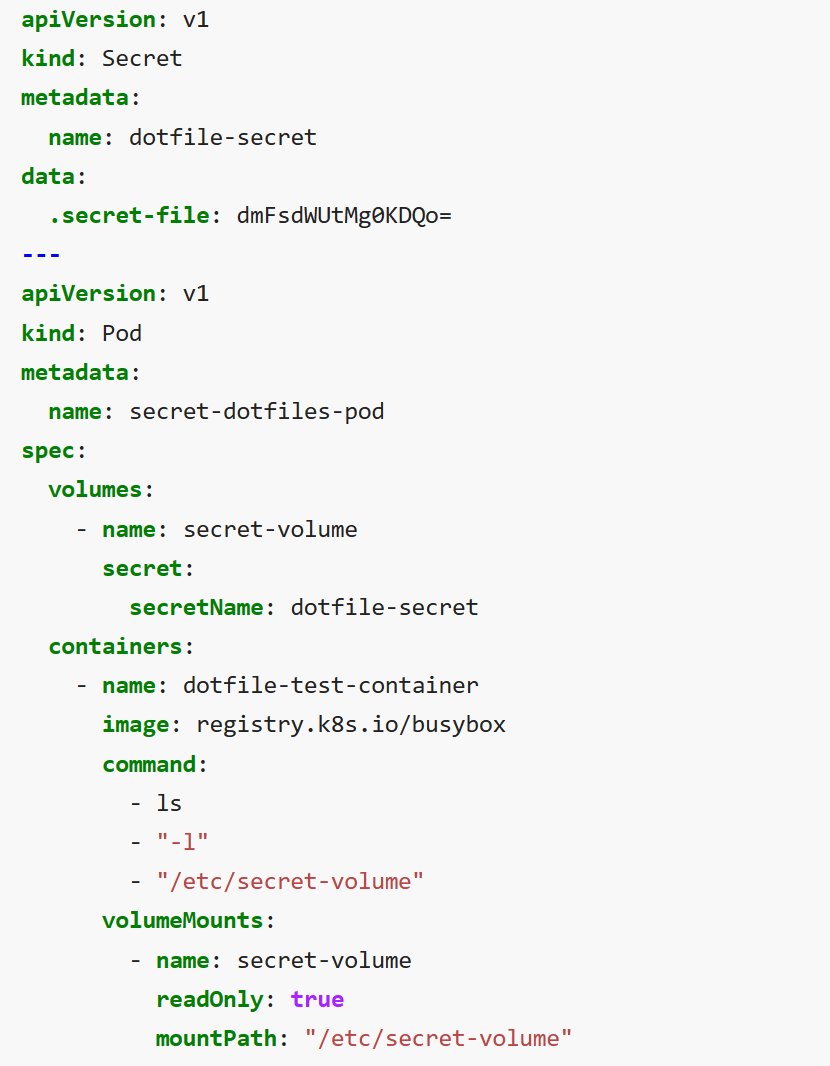 apiVersion: v1
kind: Secret
metadata:
  name: dotfile-secret
data:
  .secret-file: dmFsdWUtMg0KDQo=
---
apiVersion: v1
kind: Pod
metadata:
  name: secret-dotfiles-pod
spec:
  volumes:
    - name: secret-volume
      secret:
        secretName: dotfile-secret
  containers:
    - name: dotfile-test-container
      image: registry.k8s.io/busybox
      command:
        - ls
        - "-l"
        - "/etc/secret-volume"
      volumeMounts:
        - name: secret-volume
          readOnly: true
          mountPath: "/etc/secret-volume"